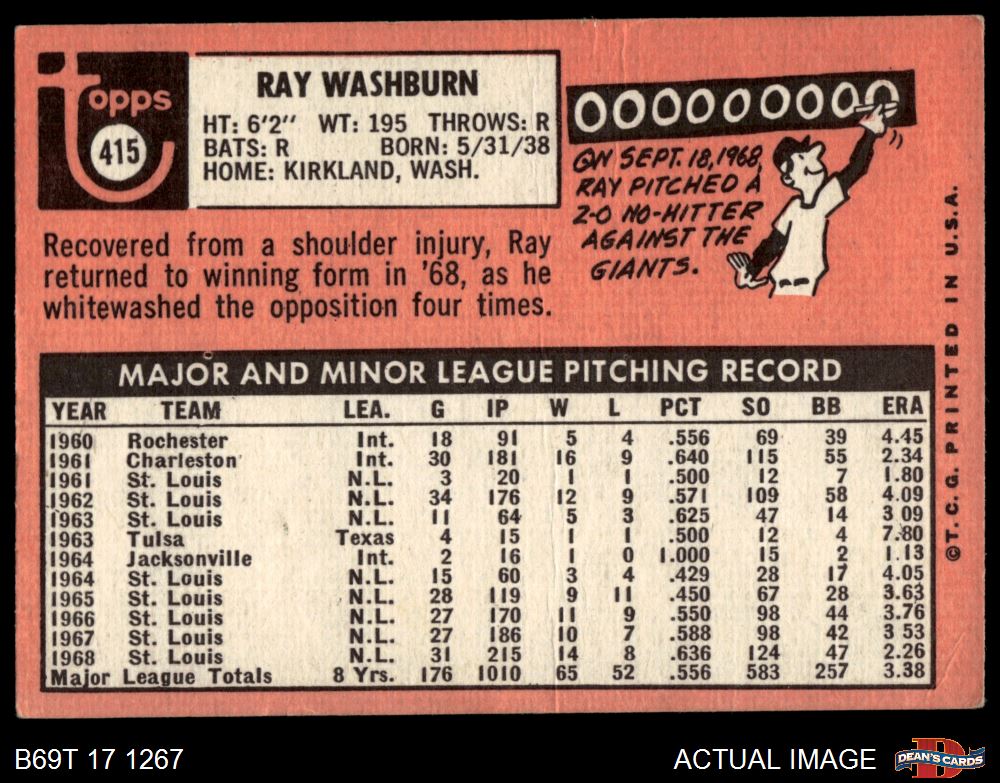 topps
415
RAY WASHBURN
HT: 6'2" WT: 195 THROWS: R
BATS: R BORN: 5/31/38
HOME: KIRKLAND, WASH.
Recovered from a shoulder injury, Ray
returned to winning form in '68, as he
whitewashed the opposition four times.
000000000
ON SEPT. 18, 1968,
RAY PITCHED A
2-0 NO-HITTER
AGAINST THE
GIANTS.
MAJOR AND MINOR LEAGUE PITCHING RECORD
YEAR TEAM LEA. G IP W L PCT SO BB ERA
1960 Rochester Int. 18 91 5 4 .556 69 39 4.45
1961 Charleston Int. 30 181 16 9 .640 115 55 2.34
1961 St. Louis N.L. 3 20 1 1 .500 12 7 1.80
1962 St. Louis N.L. 34 176 12 9 .571 109 58 4.09
1963 St. Louis N.L. 11 64 5 3 .625 47 14 3.09
1963 Tulsa Texas 4 15 1 1 .500 12 4 7.80
1964 Jacksonville Int. 2 16 1 0 1.000 15 2 1.13
1964 St. Louis N.L. 15 60 3 4 .429 28 17 4.05
1965 St. Louis N.L. 28 119 9 11 .450 67 28 3.63
1966 St. Louis N.L. 27 170 11 9 .550 98 44 3.76
1967 St. Louis N.L. 27 186 10 7 .588 98 42 3 53
1968 St. Louis N.L. 31 215 14 8 .636 124 47 2.26
Major League Totals 8 Yrs. 176 1010 65 52 .556 583 257 3.38
©T. C. G. PRINTED IN U.S.A.
B69T 17 1267
ACTUAL IMAGE
D
DEAN'S CARDS